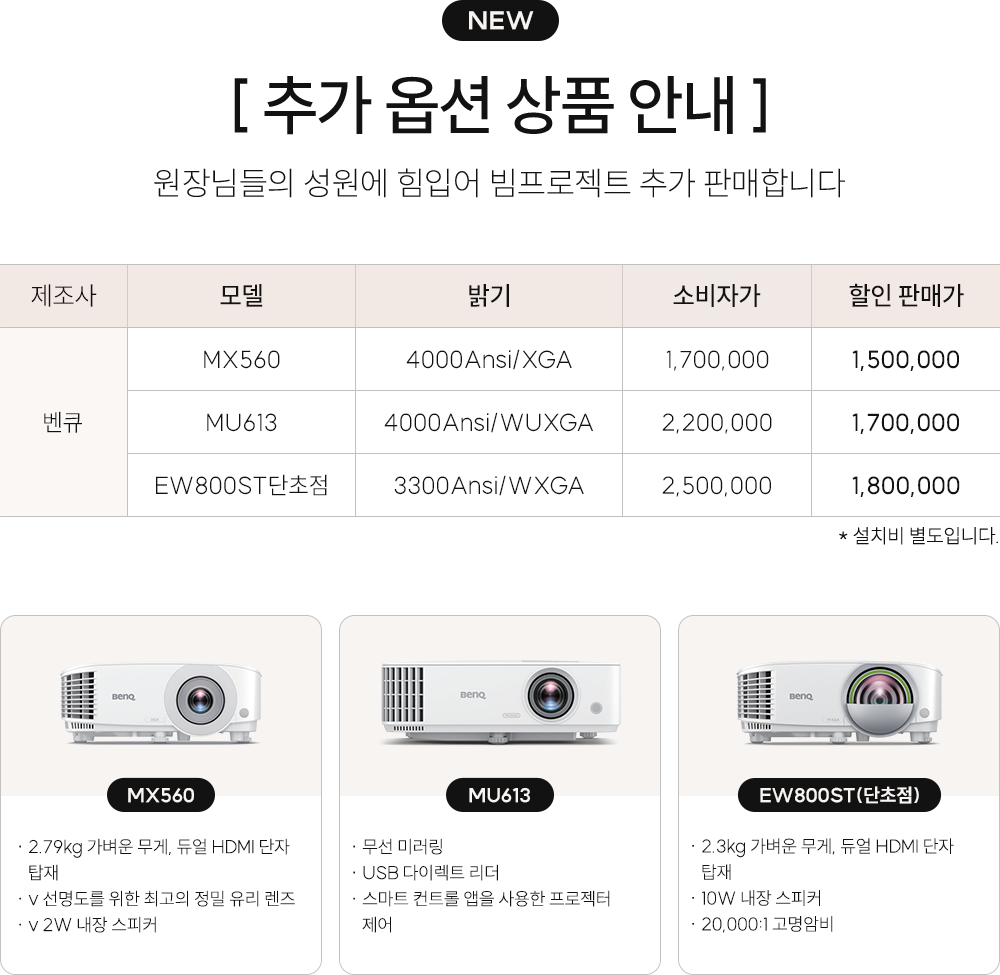 NEW
[ 추가 옵션 상품 안내 ]
원장님들의 성원에 힘입어 빔프로젝트 추가 판매합니다
제조사 모델 밝기 소비자가 할인 판매가
벤큐
MX560 4000Ansi/XGA 1,700,000 1,500,000
MU613 4000Ansi/WUXGA 2,200,000 1,700,000
EW800ST단초점 3300Ansi/WXGA 2,500,000 1,800,000
* 설치비 별도입니다.
BenQ
MX560
· 2.79kg 가벼운 무게, 듀얼 HDMI 단자
탑재
· v 선명도를 위한 최고의 정밀 유리 렌즈
· v 2W 내장 스피커
BenQ
MU613
· 무선 미러링
· USB 다이렉트 리더
· 스마트 컨트롤 앱을 사용한 프로젝터
제어
BenQ
EW800ST(단초점)
· 2.3kg 가벼운 무게, 듀얼 HDMI 단자
탑재
· 10W 내장 스피커
· 20,000:1 고명암비